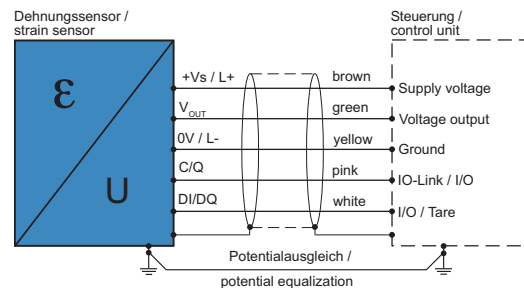 Dehnungssensor /
strain sensor
Steuerung /
control unit
ε
U
+Vs / L+
brown
Supply voltage
VOUT
green
Voltage output
0V / L-
yellow
Ground
C/Q
pink
IO-Link / I/O
DI/DQ
white
I/O / Tare
Potentialausgleich /
potential equalization